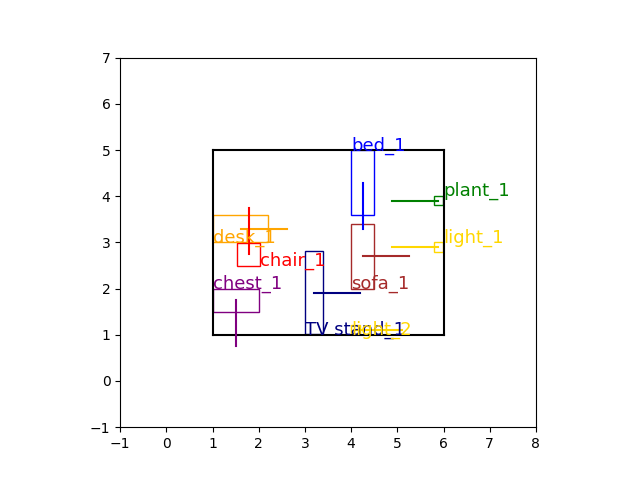 7
6
5
4
3
2
1
0
−1
−1 0 1 2 3 4 5 6 7 8
bed_1
plant_1
desk_1
light_1
chair_1
chest_1
sofa_1
TV stand_1
light_2